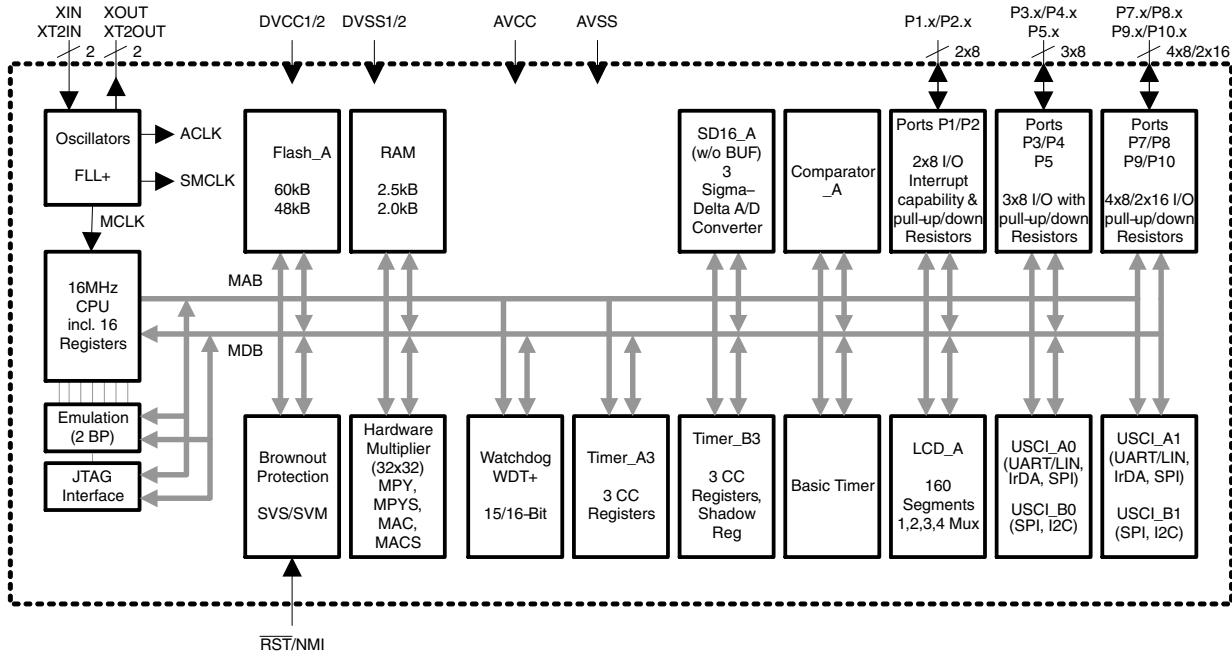 XIN
XT2IN
2
XOUT
XT2OUT
2
DVCC1/2
DVSS1/2
AVCC
AVSS
P1.x/P2.x
2x8
P3.x/P4.x
P5.x
3x8
P7.x/P8.x
P9.x/P10.x
4x8/2x16
Oscillators
FLL+
ACLK
SMCLK
MCLK
Flash_A
60kB
48kB
RAM
2.5kB
2.0kB
SD16_A
(w/o BUF)
3
Sigma–
Delta A/D
Converter
Comparator
_A
Ports P1/P2
2x8 I/O
Interrupt
capability &
pull–up/down
Resistors
Ports
P3/P4
P5
3x8 I/O with
pull–up/down
Resistors
Ports
P7/P8
P9/P10
4x8/2x16 I/O
pull–up/down
Resistors
16MHz
CPU
incl. 16
Registers
MAB
MDB
Emulation
(2 BP)
JTAG
Interface
Brownout
Protection
SVS/SVM
Hardware
Multiplier
(32x32)
MPY,
MPYS,
MAC,
MACS
Watchdog
WDT+
15/16–Bit
Timer_A3
3 CC
Registers
Timer_B3
3 CC
Registers,
Shadow
Reg
Basic Timer
LCD_A
160
Segments
1,2,3,4 Mux
USCI_A0
(UART/LIN,
IrDA, SPI)
USCI_B0
(SPI, I2C)
USCI_A1
(UART/LIN,
IrDA, SPI)
USCI_B1
(SPI, I2C)
RST/NMI